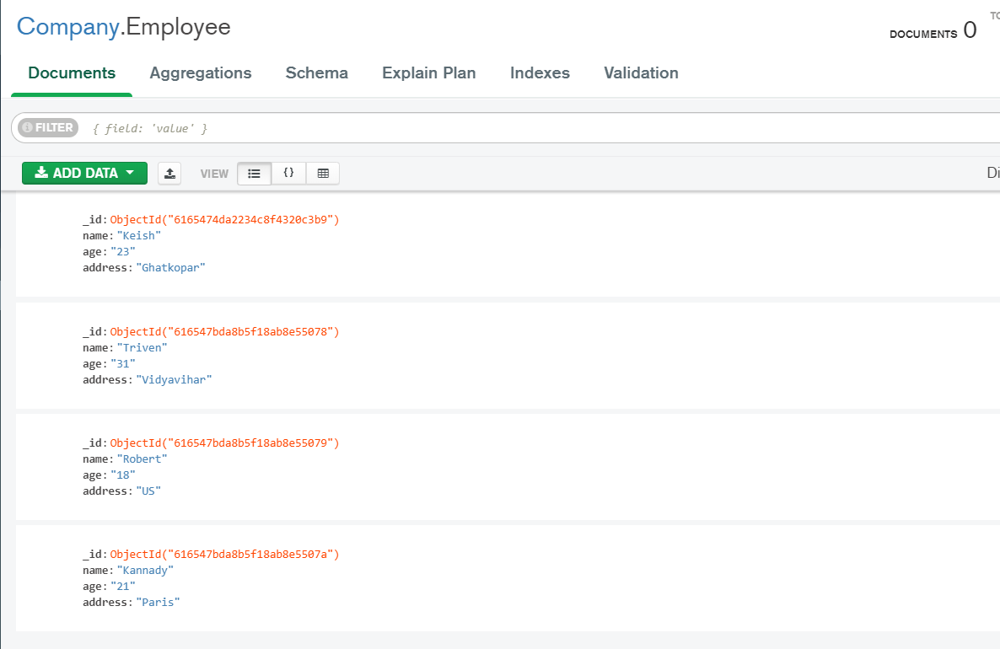 Company.Employee
DOCUMENTS 0
Documents Aggregations Schema Explain Plan Indexes Validation
FILTER { field: 'value' }
ADD DATA VIEW {}
_id: ObjectId("6165474da2234c8f4320c3b9")
name: "Keish"
age: "23"
address: "Ghatkopar"
_id: ObjectId("616547bda8b5f18ab8e55078")
name: "Triven"
age: "31"
address: "Vidyavihar"
_id: ObjectId("616547bda8b5f18ab8e55079")
name: "Robert"
age: "18"
address: "US"
_id: ObjectId("616547bda8b5f18ab8e5507a")
name: "Kannady"
age: "21"
address: "Paris"